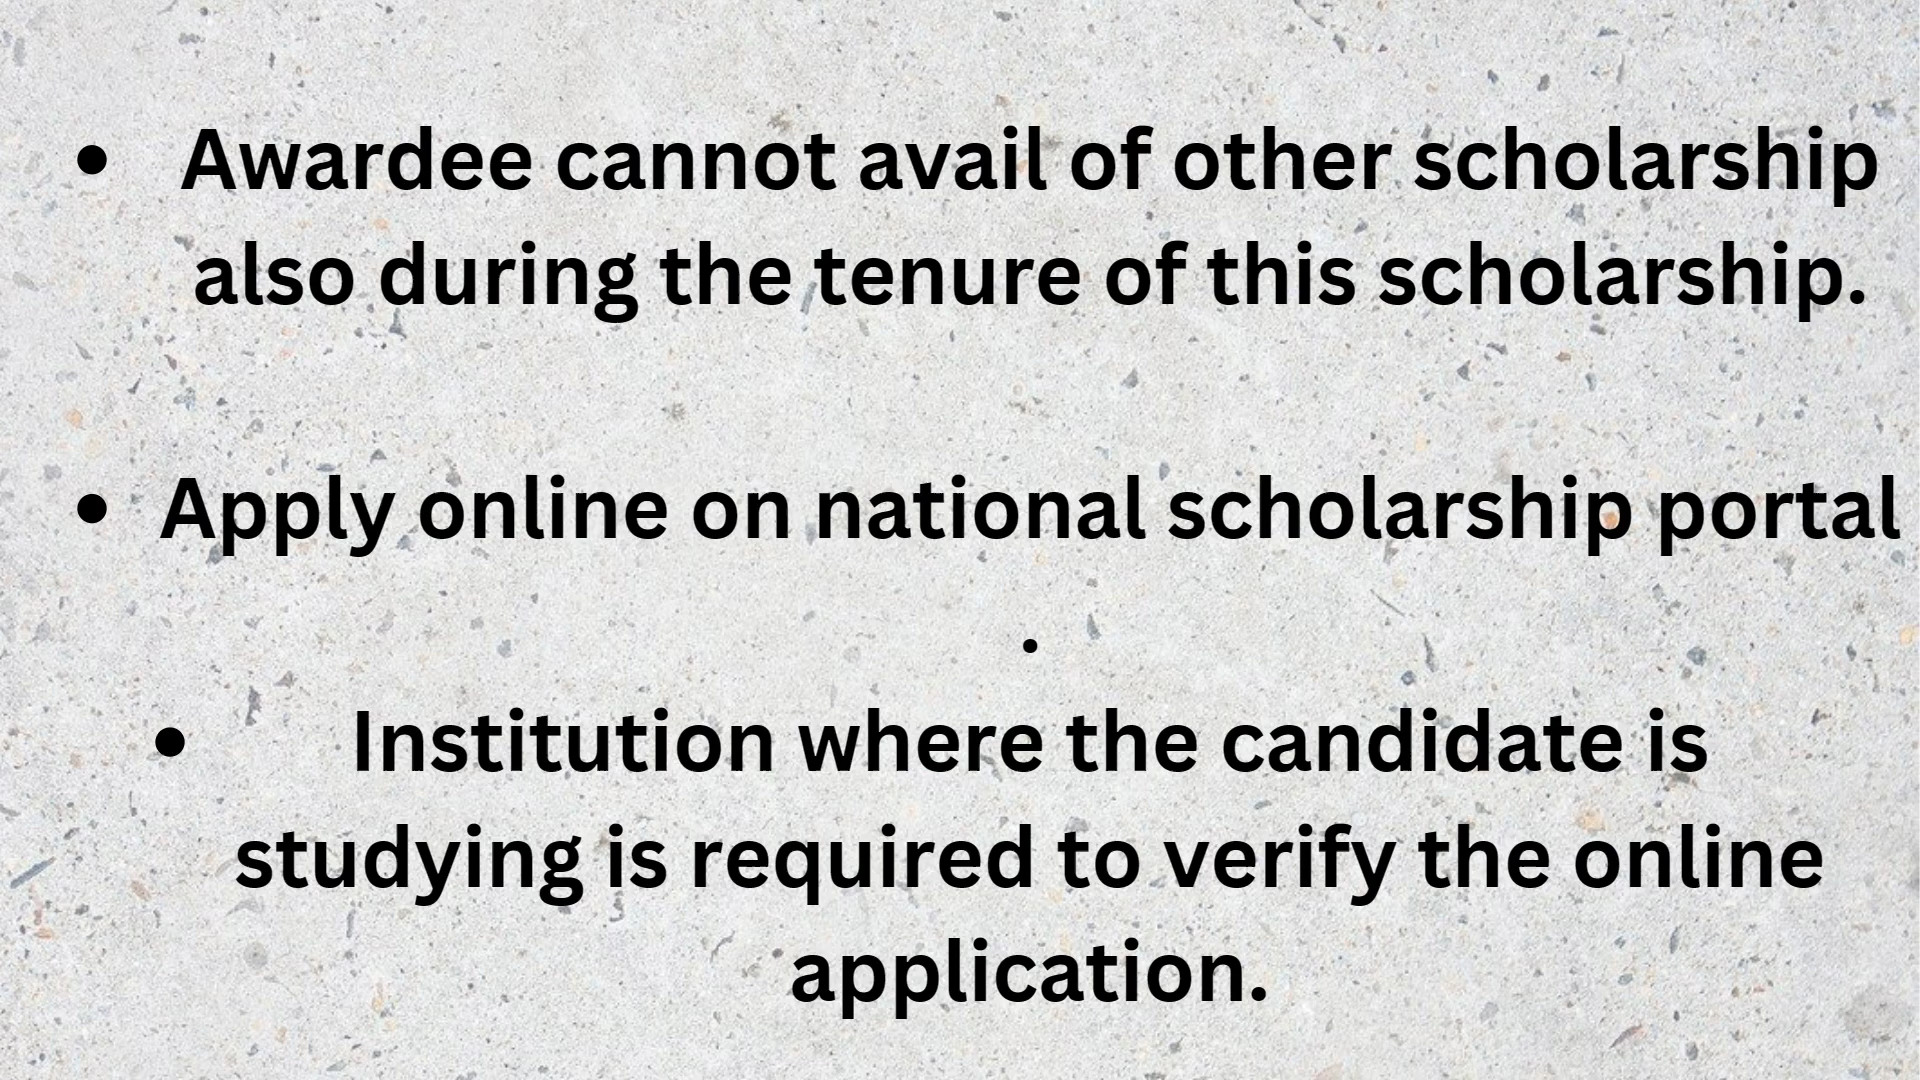 • Awardee cannot avail of other scholarship
also during the tenure of this scholarship.
• Apply online on national scholarship portal
.
• Institution where the candidate is
studying is required to verify the online
application.